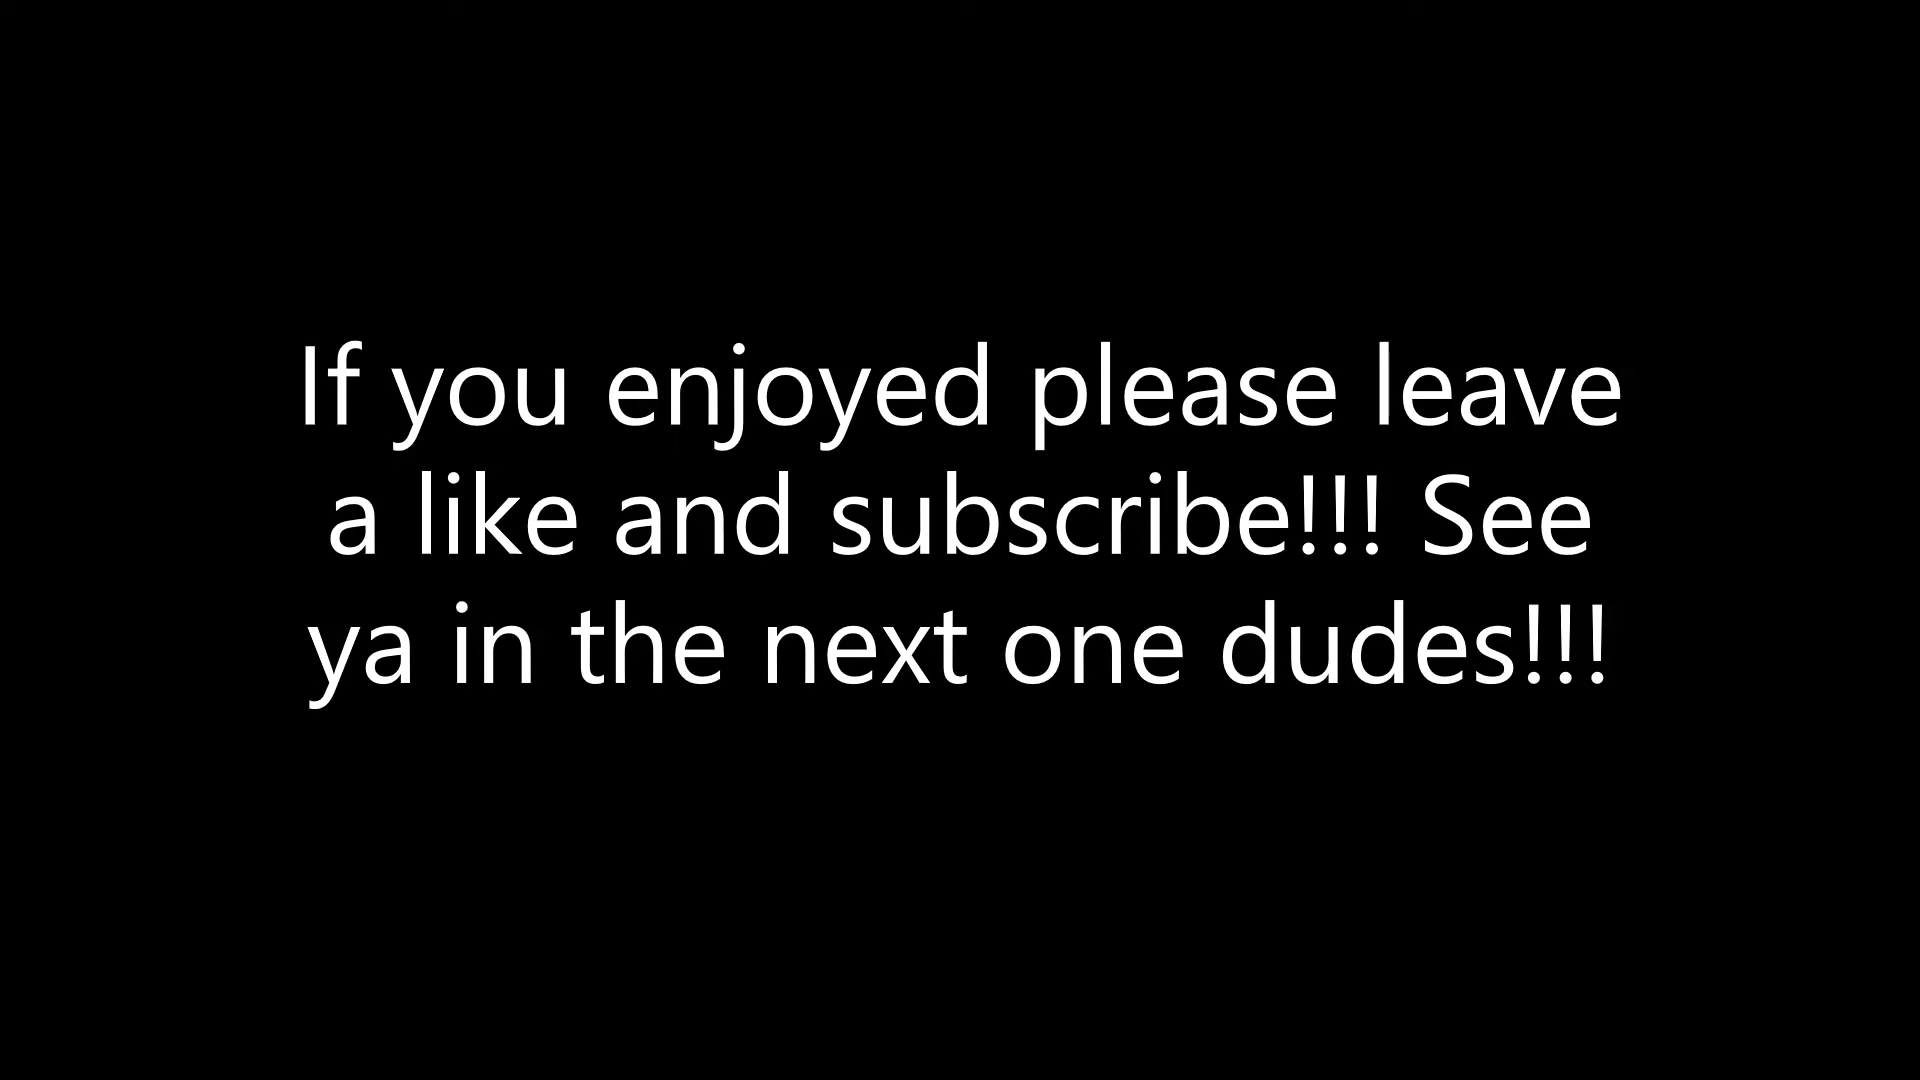 If you enjoyed please leave
a like and subscribe!!! See
ya in the next one dudes!!!